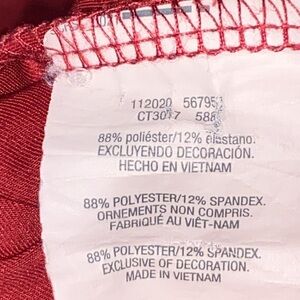 112020 56795
CT3017 588
88% poliéster/12% elastano.
EXCLUYENDO DECORACIÓN.
HECHO EN VIETNAM
88% POLYESTER/12% SPANDEX.
ORNEMENTS NON COMPRIS.
FABRIQUÉ AU VIÊT-NAM
88% POLYESTER/12% SPANDEX.
EXCLUSIVE OF DECORATION.
MADE IN VIETNAM